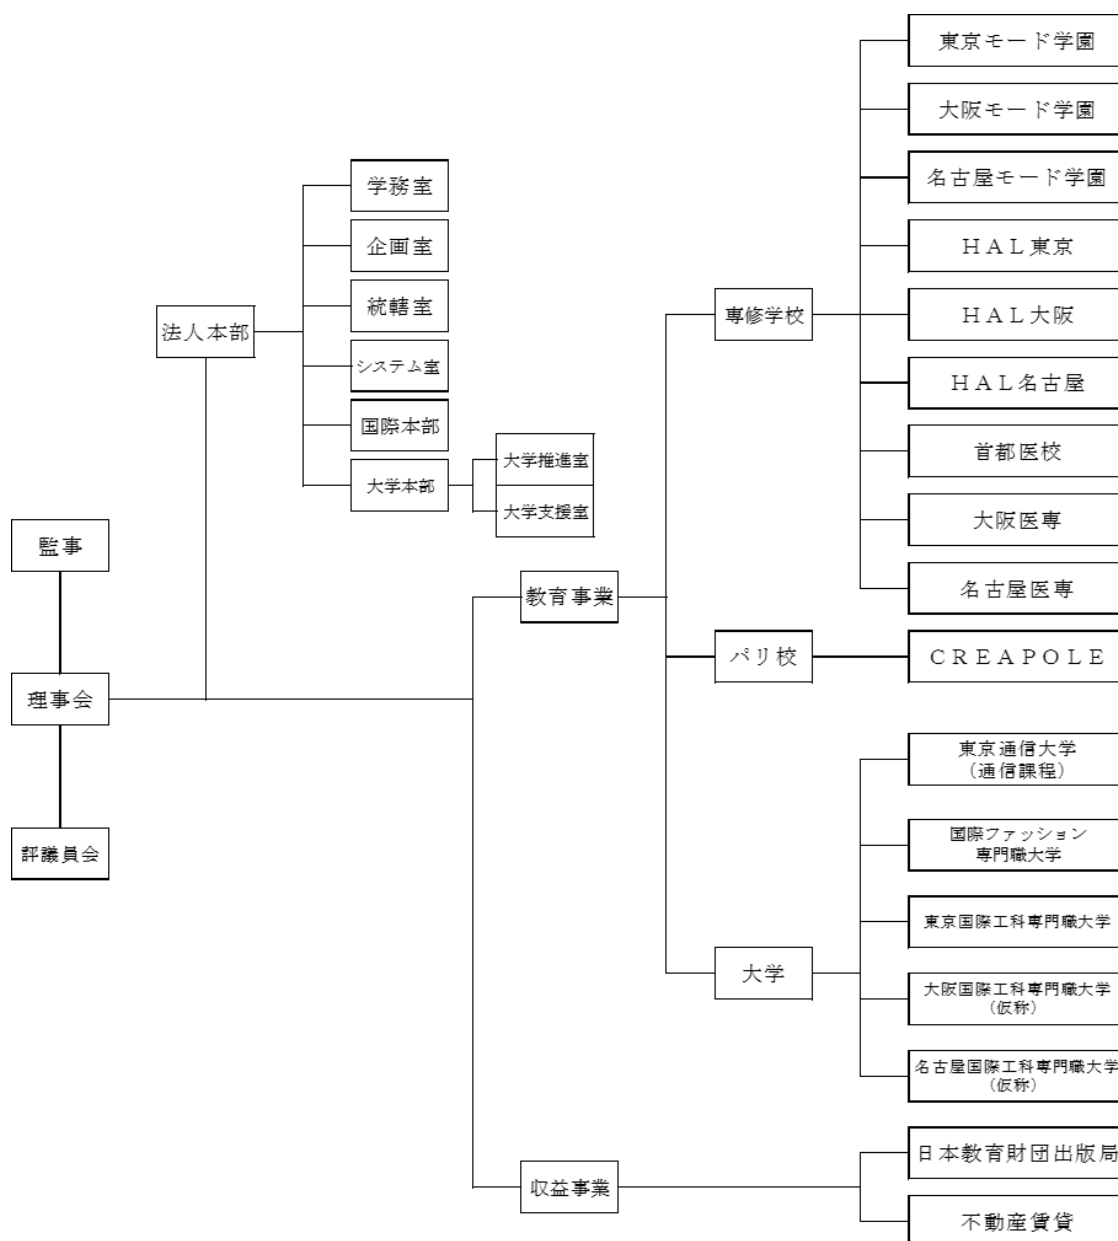 監事
理事会
評議員会
法人本部
学務室
企画室
統轄室
システム室
国際本部
大学本部
大学推進室
大学支援室
教育事業
専修学校
東京モード学園
大阪モード学園
名古屋モード学園
ＨＡＬ東京
ＨＡＬ大阪
ＨＡＬ名古屋
首都医校
大阪医専
名古屋医専
パリ校
ＣＲＥＡＰＯＬＥ
大学
東京通信大学
（通信課程）
国際ファッション
専門職大学
東京国際工科専門職大学
大阪国際工科専門職大学
（仮称）
名古屋国際工科専門職大学
（仮称）
収益事業
日本教育財団出版局
不動産賃貸